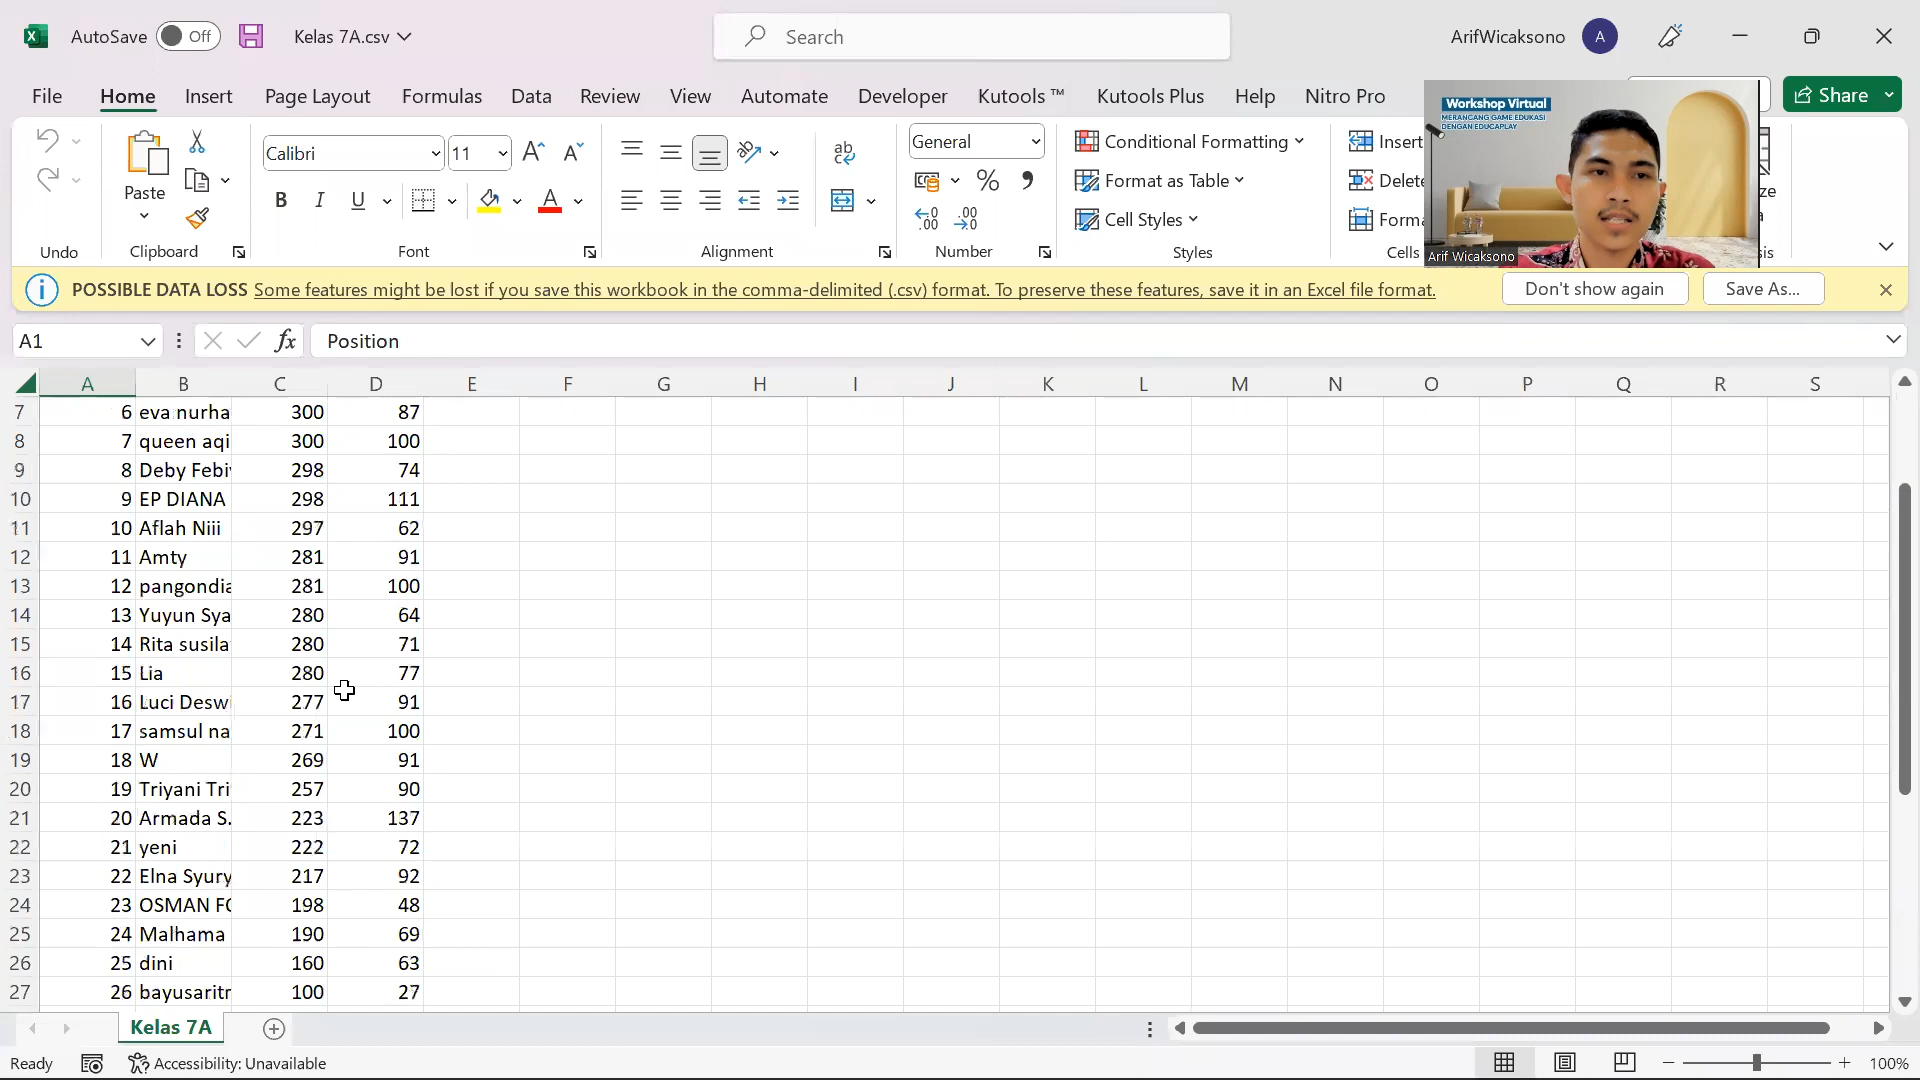 AutoSave Off Kelas 7A.csv Search ArifWicaksono A
File Home Insert Page Layout Formulas Data Review View Automate Developer Kutools ™ Kutools Plus Help Nitro Pro Share
Workshop Virtual
MERANCANG GAME EDUKASI
DENGAN EDUCAPLAY
Arif Wicaksono
Paste Calibri 11 General Conditional Formatting Insert
B I U Format as Table Delete
Cell Styles Forma
Undo Clipboard Font Alignment Number Styles Cells
POSSIBLE DATA LOSS Some features might be lost if you save this workbook in the comma-delimited (.csv) format. To preserve these features, save it in an Excel file format. Don't show again Save As...
A1 fx Position
A B C D E F G H I J K L M N O P Q R S
7 6 eva nurha 300 87
8 7 queen aqi 300 100
9 8 Deby Febi 298 74
10 9 EP DIANA 298 111
11 10 Aflah Niii 297 62
12 11 Amty 281 91
13 12 pangondia 281 100
14 13 Yuyun Sya 280 64
15 14 Rita susila 280 71
16 15 Lia 280 77
17 16 Luci Desw 277 91
18 17 samsul na 271 100
19 18 W 269 91
20 19 Triyani Tri 257 90
21 20 Armada S. 223 137
22 21 yeni 222 72
23 22 Elna Syury 217 92
24 23 OSMAN FO 198 48
25 24 Malhama 190 69
26 25 dini 160 63
27 26 bayusaritr 100 27
Kelas 7A
Ready Accessibility: Unavailable 100%